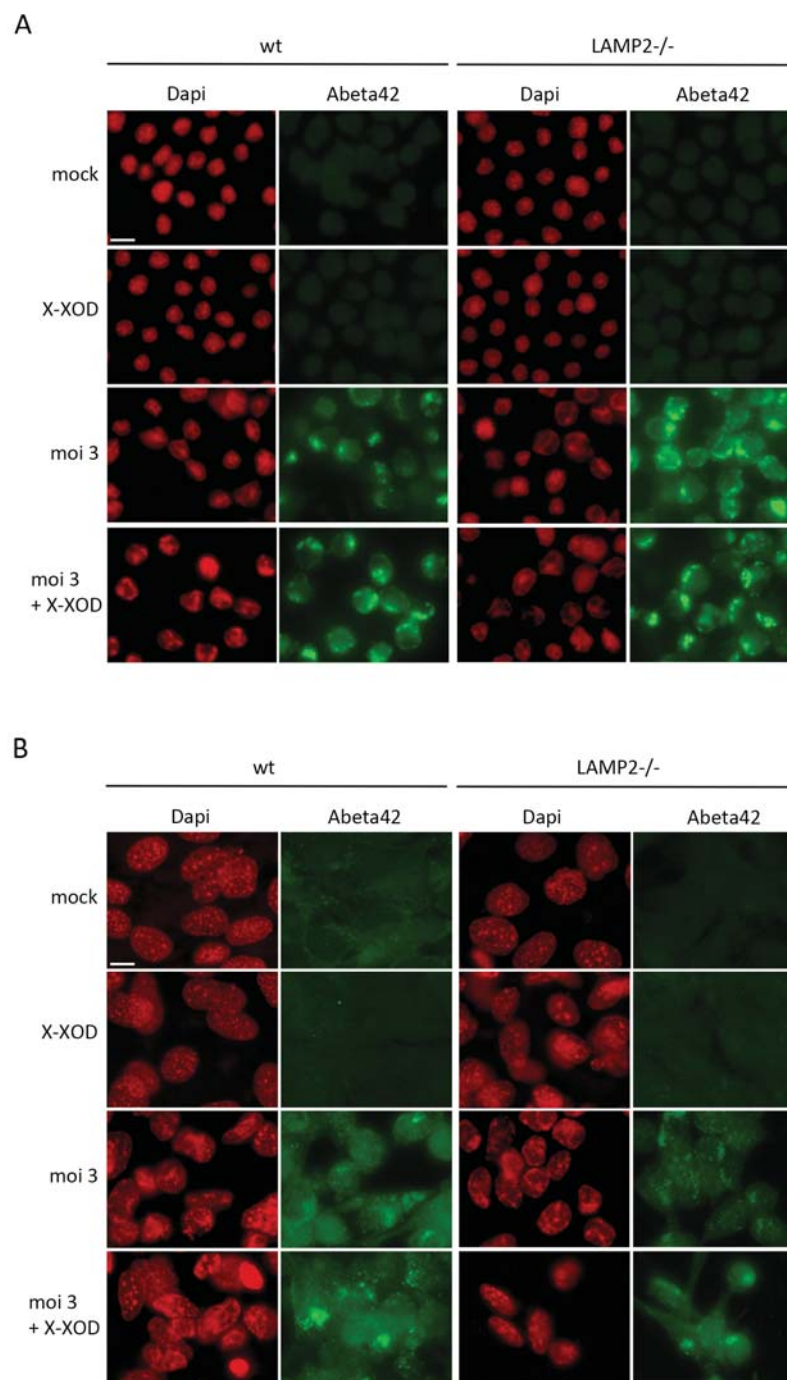 A
wt LAMP2-/-
Dapi Abeta42 Dapi Abeta42
mock
X-XOD
moi 3
moi 3
+ X-XOD
B
wt LAMP2-/-
Dapi Abeta42 Dapi Abeta42
mock
X-XOD
moi 3
moi 3
+ X-XOD